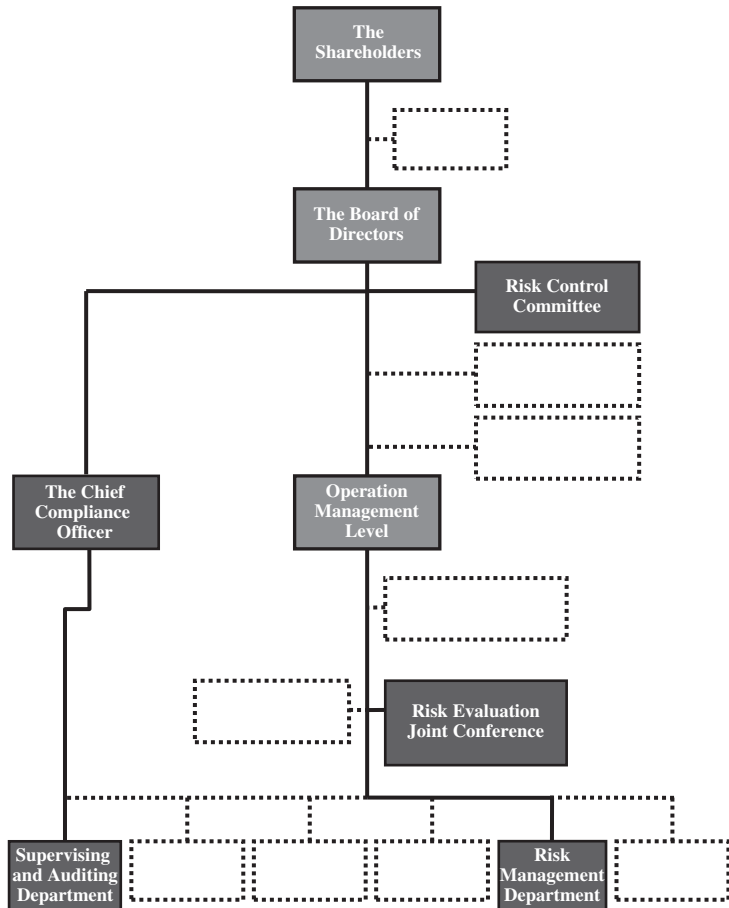 The
Shareholders
The Board of
Directors
Risk Control
Committee
The Chief
Compliance
Officer
Operation
Management
Level
Risk Evaluation
Joint Conference
Supervising
and Auditing
Department
Risk
Management
Department